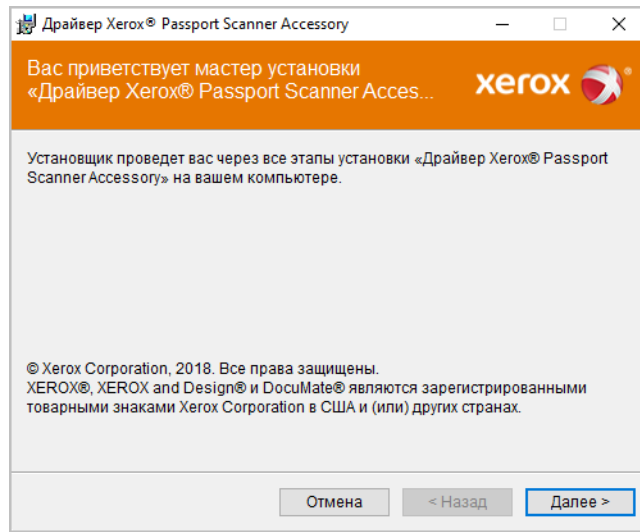 Драйвер Xerox® Passport Scanner Accessory
Вас приветствует мастер установки
«Драйвер Xerox® Passport Scanner Acces...
xerox
Установщик проведет вас через все этапы установки «Драйвер Xerox® Passport
Scanner Accessory» на вашем компьютере.
© Xerox Corporation, 2018. Все права защищены.
XEROX®, XEROX and Design® и DocuMate® являются зарегистрированными
товарными знаками Xerox Corporation в США и (или) других странах.
Отмена
< Назад
Далее >